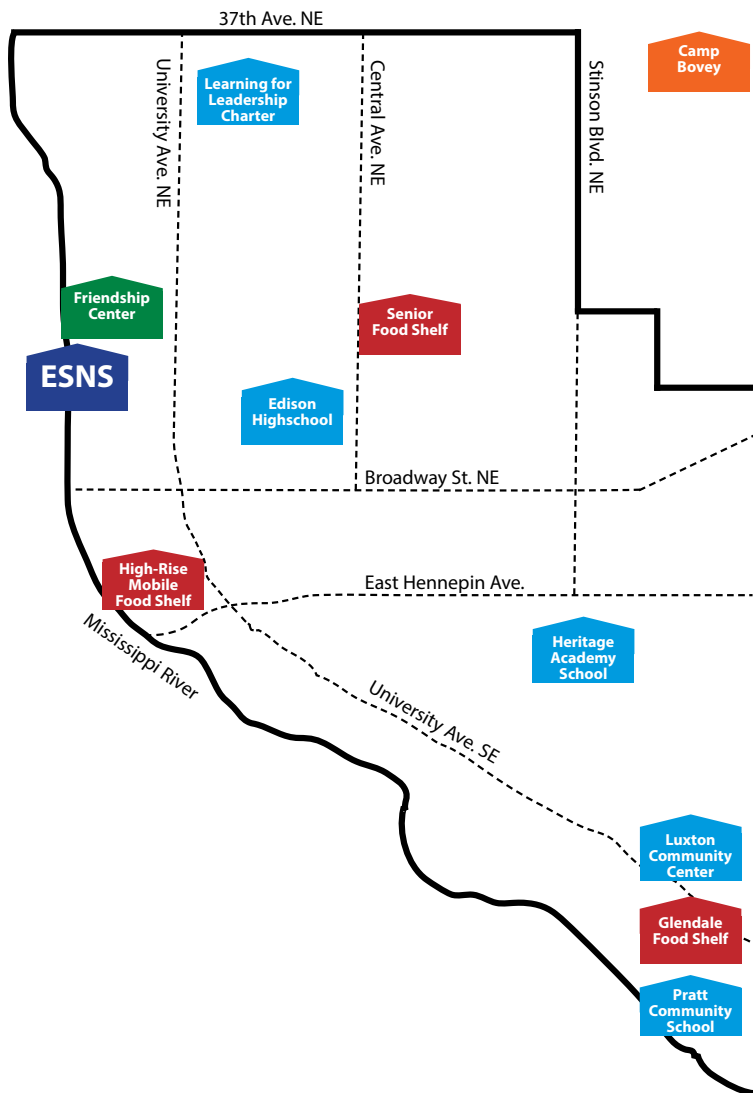 37th Ave. NE
University Ave. NE
Learning for
Leadership
Charter
Central Ave. NE
Stinson Blvd. NE
Camp
Bovey
Friendship
Center
Senior
Food Shelf
ESNS
Edison
Highschool
Broadway St. NE
High-Rise
Mobile
Food Shelf
East Hennepin Ave.
Mississippi River
Heritage
Academy
School
University Ave. SE
Luxton
Community
Center
Glendale
Food Shelf
Pratt
Community
School